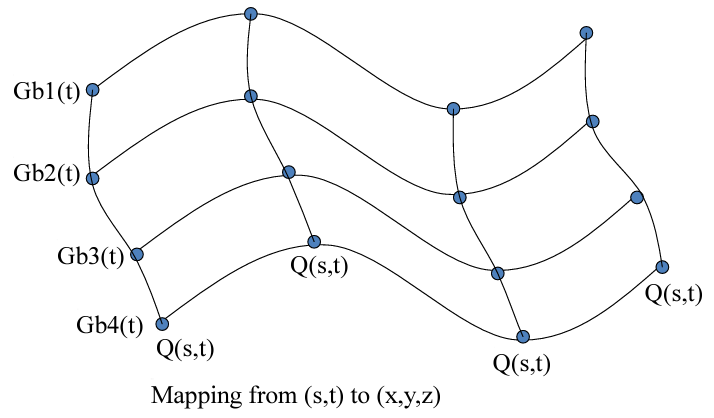 Gb1(t)
Gb2(t)
Gb3(t)
Q(s,t)
Q(s,t)
Gb4(t)
Q(s,t)
Q(s,t)
Mapping from (s,t) to (x,y,z)